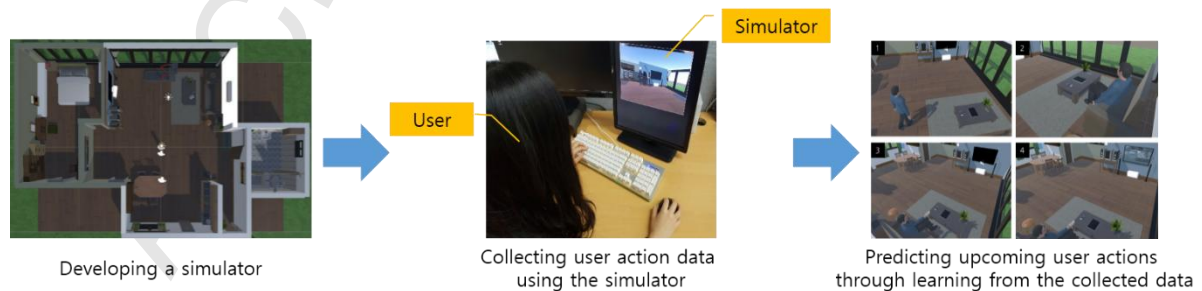 Simulator
User
1
2
3
4
Developing a simulator
Collecting user action data
using the simulator
Predicting upcoming user actions
through learning from the collected data